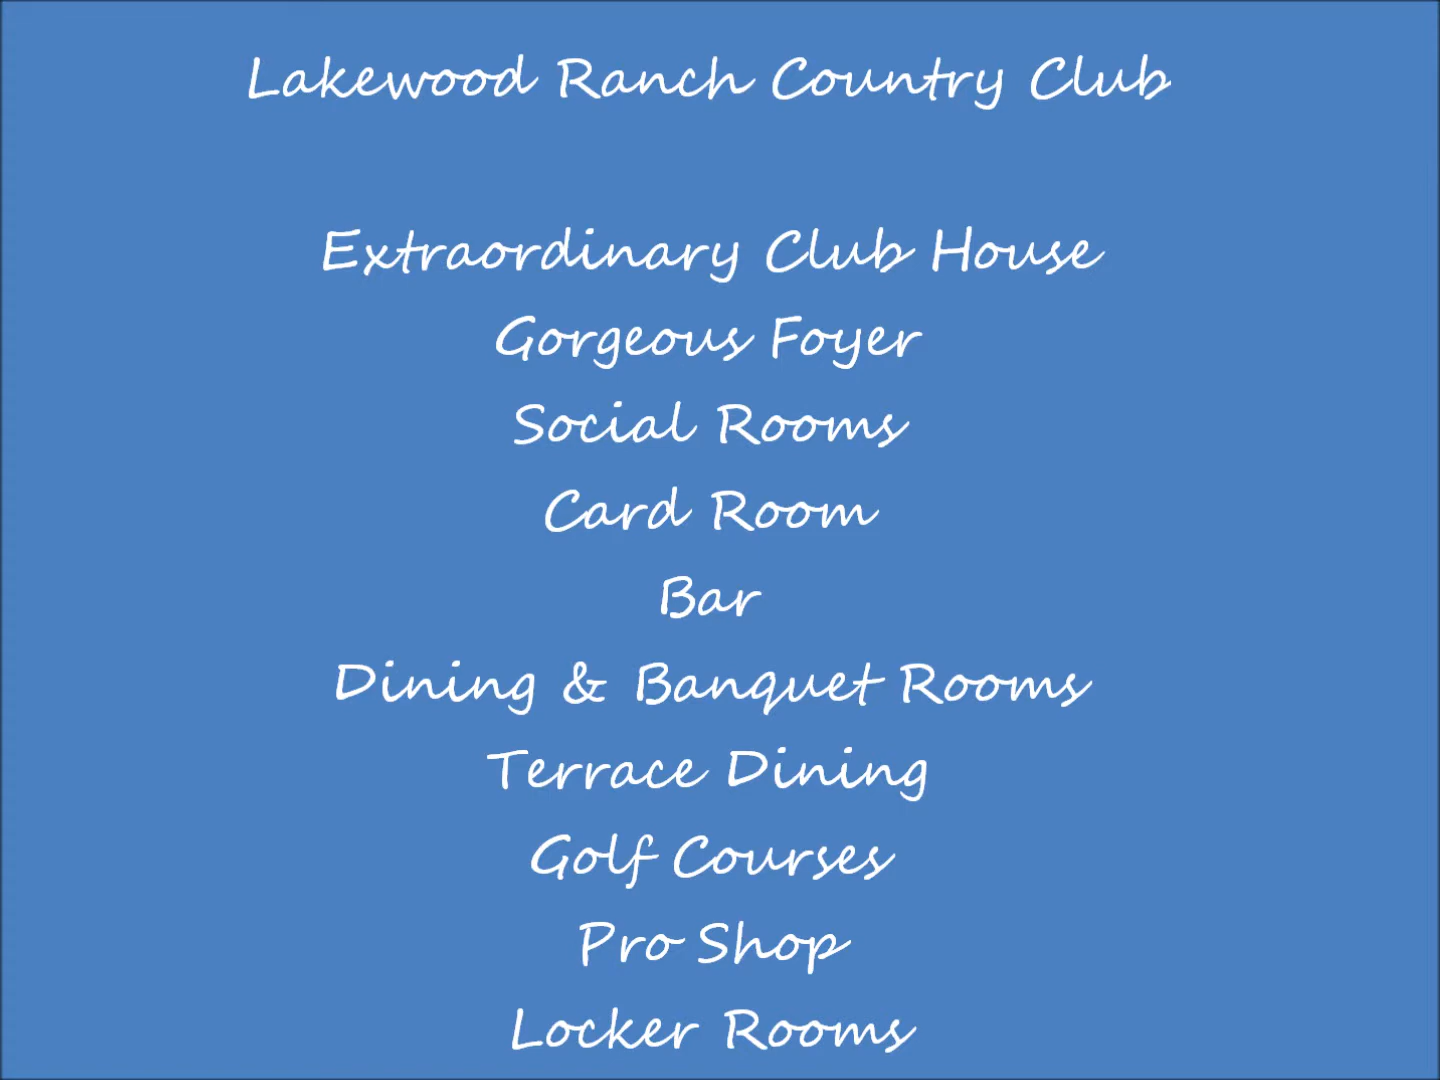 Lakewood Ranch Country Club
Extraordinary Club House
Gorgeous Foyer
Social Rooms
Card Room
Bar
Dining & Banquet Rooms
Terrace Dining
Golf Courses
Pro Shop
Locker Rooms